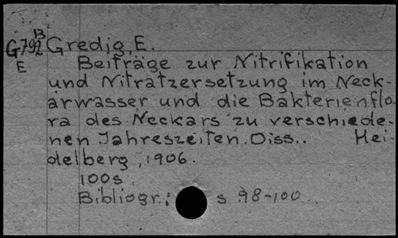 B
G792 Gredig, E.
E
Beiträge zur Nitrifikation
und Nitratzersetzung im Neck-
arwasser und die Bakterienflo-
ra des Neckars zu verschiede-
nen Jahreszeiten. Diss.. Hei-
delberg, 1906.
100s.
Bibliogr.: s 98-100.